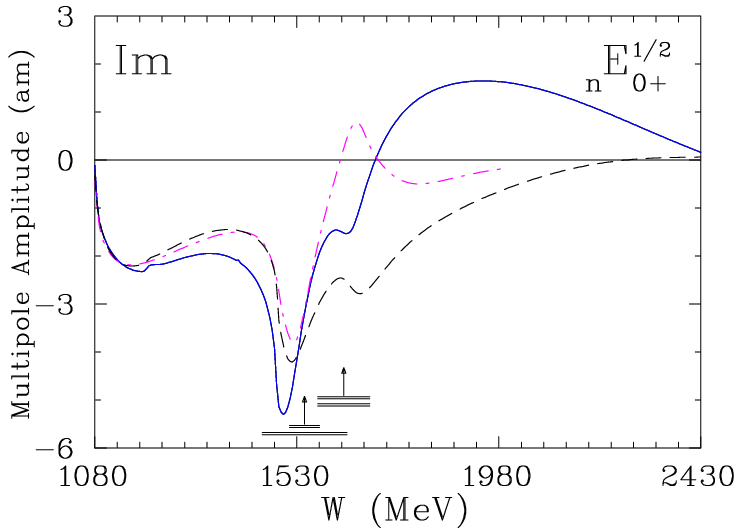 3
Im
nE0+1/2
0
−3
−6
Multipole Amplitude (am)
1080 1530 1980 2430
W (MeV)